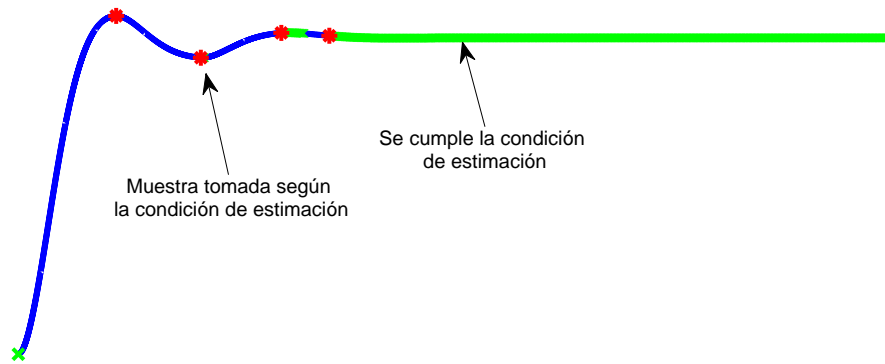 Se cumple la condición
de estimación
Muestra tomada según
la condición de estimación